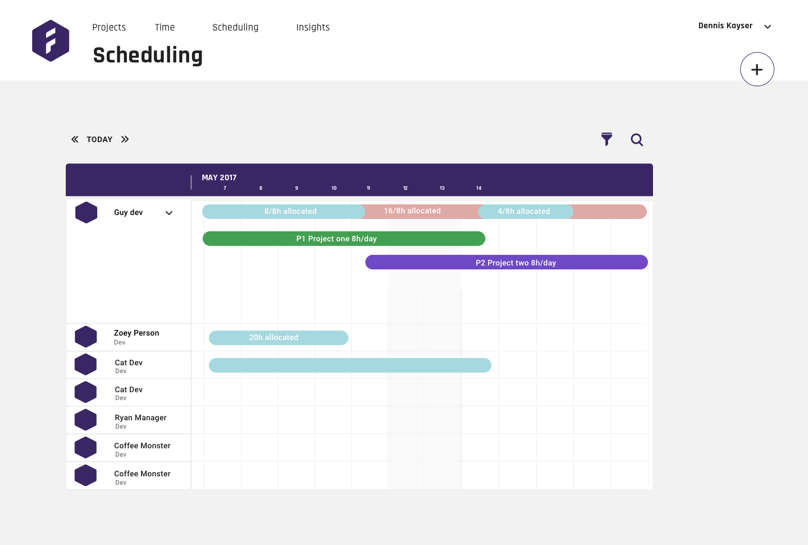 Projects Time Scheduling Insights
Dennis Kayser
Scheduling
TODAY
MAY 2017
7 8 9 10 11 12 13 14
Guy dev
8/8h allocated 16/8h allocated 4/8h allocated
P1 Project one 8h/day
P2 Project two 8h/day
Zoey Person
Dev
20h allocated
Cat Dev
Dev
Cat Dev
Dev
Ryan Manager
Dev
Coffee Monster
Dev
Coffee Monster
Dev